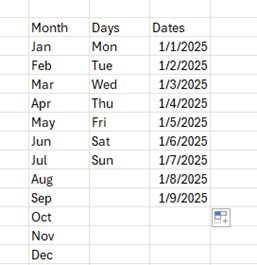 Month Days Dates
Jan Mon 1/1/2025
Feb Tue 1/2/2025
Mar Wed 1/3/2025
Apr Thu 1/4/2025
May Fri 1/5/2025
Jun Sat 1/6/2025
Jul Sun 1/7/2025
Aug 1/8/2025
Sep 1/9/2025
Oct
Nov
Dec